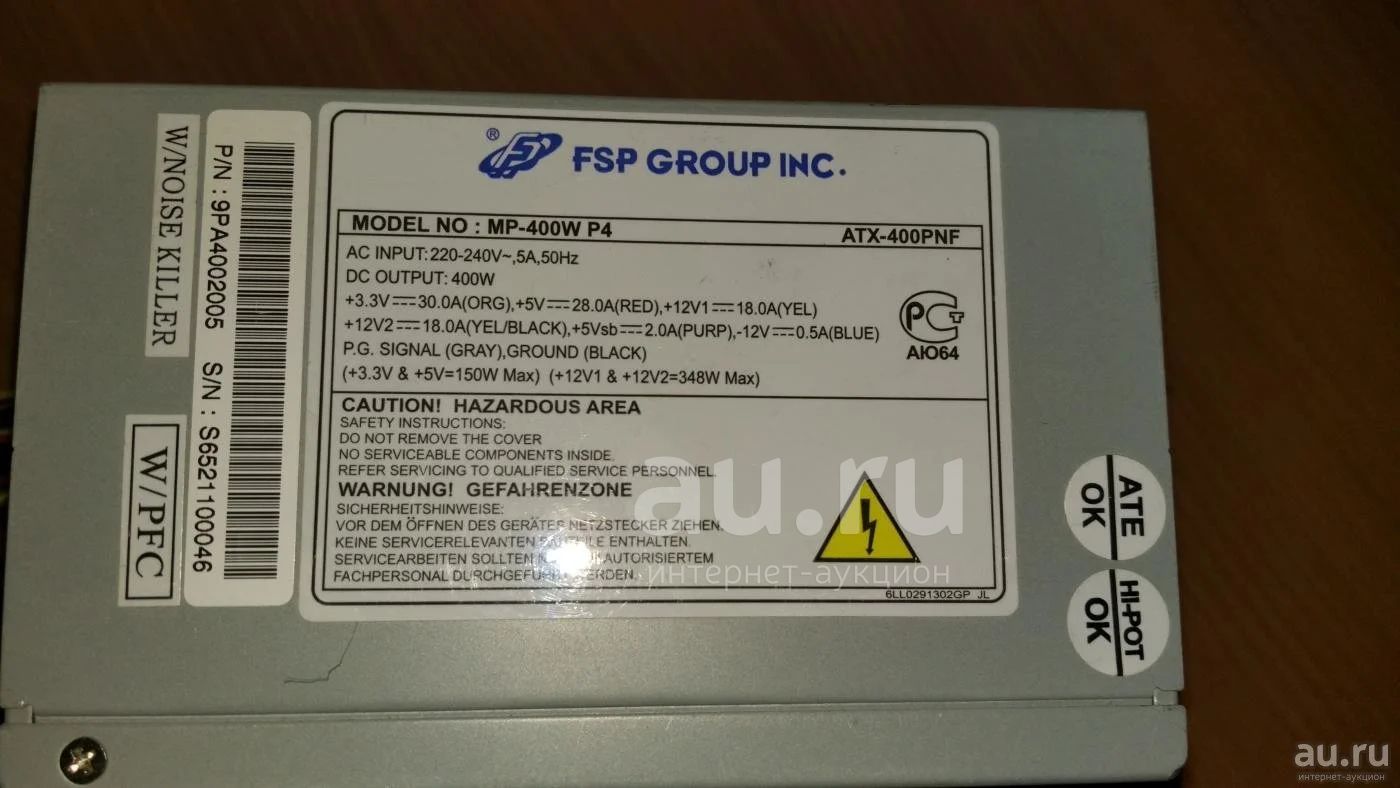 W/NOISE KILLER
W/PFC
P/N : 9PA4002005 S/N : S6521100046
® FSP GROUP INC.
MODEL NO : MP-400W P4 ATX-400PNF
AC INPUT: 220-240V~,5A,50Hz
DC OUTPUT: 400W
+3.3V⎓30.0A(ORG),+5V⎓28.0A(RED),+12V1⎓18.0A(YEL)
+12V2⎓18.0A(YEL/BLACK),+5Vsb⎓2.0A(PURP),-12V⎓0.5A(BLUE)
P.G. SIGNAL (GRAY),GROUND (BLACK)
(+3.3V & +5V=150W Max) (+12V1 & +12V2=348W Max)
РСТ
АЮ64
CAUTION! HAZARDOUS AREA
SAFETY INSTRUCTIONS:
DO NOT REMOVE THE COVER
NO SERVICEABLE COMPONENTS INSIDE.
REFER SERVICING TO QUALIFIED SERVICE PERSONNEL.
WARNUNG! GEFAHRENZONE
SICHERHEITSHINWEISE:
VOR DEM ÖFFNEN DES GERÄTES NETZSTECKER ZIEHEN.
KEINE SERVICERELEVANTEN ENTHALTEN.
SERVICEARBEITEN SOLLTEN AUTORISIERTEM
FACHPERSONAL WERDEN.
6LL0291302GP JL
ATE
OK
HI-POT
OK
au.ru
интернет-аукцион
au.ru
интернет-аукцион